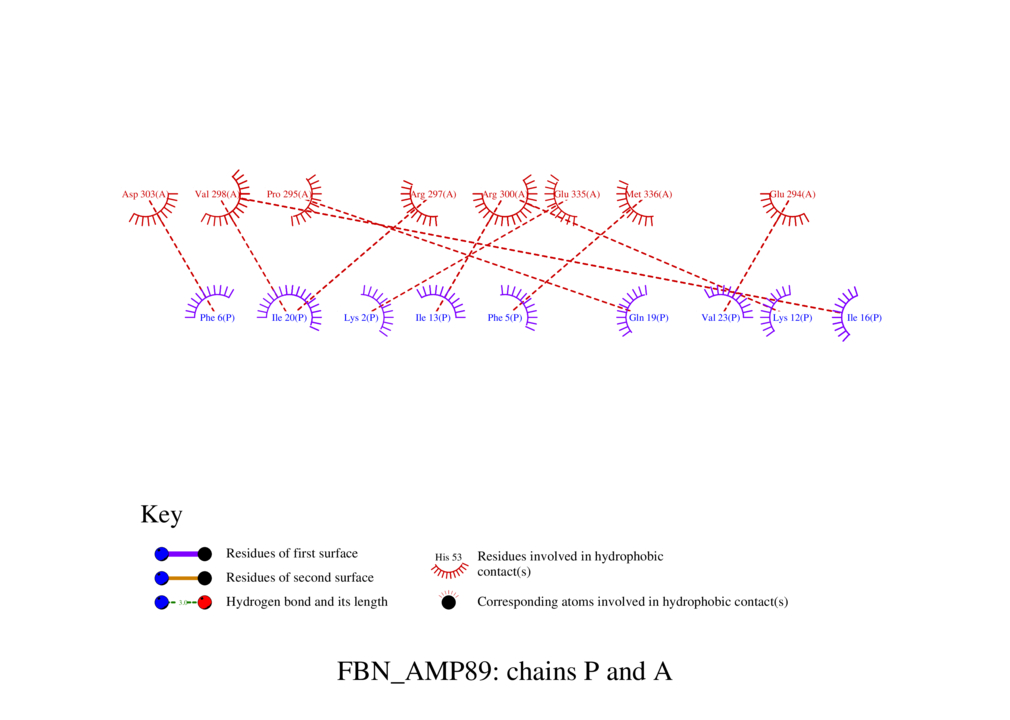 Asp 303(A) Val 298(A) Pro 295(A) Arg 297(A) Arg 300(A) Glu 335(A) Met 336(A) Glu 294(A)
Phe 6(P) Ile 20(P) Lys 2(P) Ile 13(P) Phe 5(P) Gln 19(P) Val 23(P) Lys 12(P) Ile 16(P)
Key
Residues of first surface
Residues of second surface
3.0 Hydrogen bond and its length
His 53 Residues involved in hydrophobic
contact(s)
Corresponding atoms involved in hydrophobic contact(s)
FBN_AMP89: chains P and A